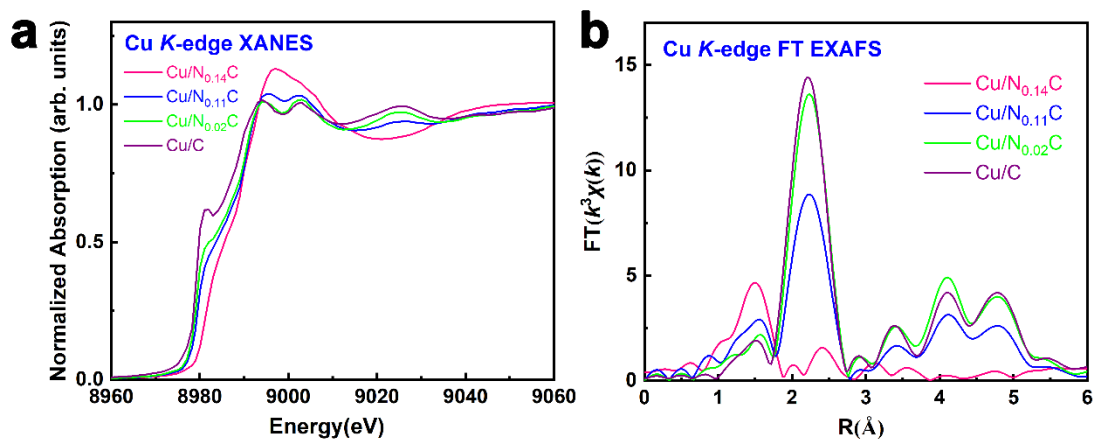 a
Cu K-edge XANES
Cu/N0.14C
Cu/N0.11C
Cu/N0.02C
Cu/C
Normalized Absorption (arb. units)
1.0
0.5
0.0
8960 8980 9000 9020 9040 9060
Energy(eV)
b
Cu K-edge FT EXAFS
Cu/N0.14C
Cu/N0.11C
Cu/N0.02C
Cu/C
FT(k³χ(k))
15
10
5
0
0 1 2 3 4 5 6
R(Å)